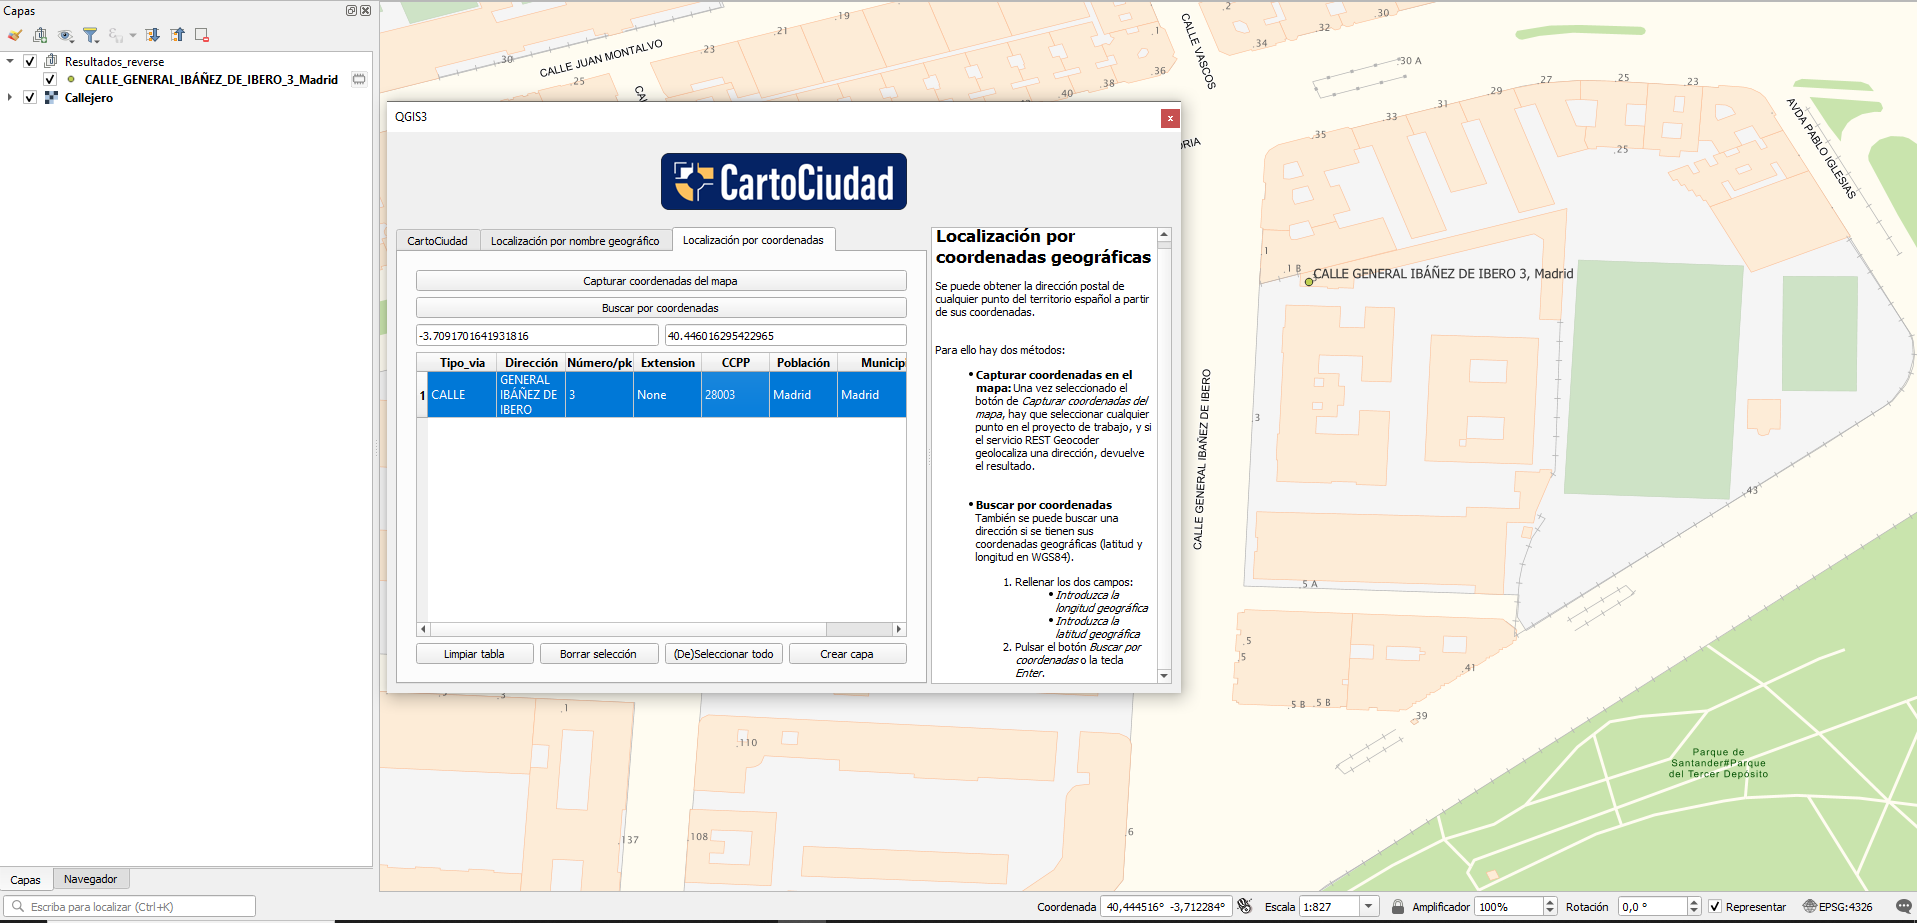 Capas
Resultados_reverse
CALLE_GENERAL_IBÁÑEZ_DE_IBERO_3_Madrid
Callejero
QGIS3
CartoCiudad
CartoCiudad
Localización por nombre geográfico
Localización por coordenadas
Capturar coordenadas del mapa
Buscar por coordenadas
-3.7091701641931816
40.446016295422965
Tipo_via
Dirección
Número/pk
Extension
CCPP
Población
Municip
1
CALLE
GENERAL
IBÁÑEZ DE
IBERO
3
None
28003
Madrid
Madrid
Limpiar tabla
Borrar selección
(De)Seleccionar todo
Crear capa
Localización por
coordenadas geográficas
Se puede obtener la dirección postal de
cualquier punto del territorio español a partir
de sus coordenadas.
Para ello hay dos métodos:
• Capturar coordenadas en el
mapa: Una vez seleccionado el
botón de Capturar coordenadas del
mapa, hay que seleccionar cualquier
punto en el proyecto de trabajo, y si
el servicio REST Geocoder
geolocaliza una dirección, devuelve
el resultado.
• Buscar por coordenadas
También se puede buscar una
dirección si se tienen sus
coordenadas geográficas (latitud y
longitud en WGS84).
1. Rellenar los dos campos:
• Introduzca la
longitud geográfica
• Introduzca la
latitud geográfica
2. Pulsar el botón Buscar por
coordenadas o la tecla
Enter.
CALLE JUAN MONTALVO
CALLE VASCOS
AVDA PABLO IGLESIAS
CALLE GENERAL IBAÑEZ DE IBERO
CALLE GENERAL IBÁÑEZ DE IBERO 3, Madrid
.19
.21
.23
.30
.25
.1
.36
.38
.40
.2
.34
.32
.30
.30 A
.27
.25
.23
.29
.31
.33
.35
.25
.1
.1 B
.3
.43
.5 A
.5
.5
.5 B
.5 B
.41
.39
.3
.1
.110
.108
.137
.6
Parque de
Santander#Parque
del Tercer Depósito
Capas
Navegador
Escriba para localizar (Ctrl+K)
Coordenada
40,444516° -3,712284°
Escala
1:827
Amplificador
100%
Rotación
0,0 °
Representar
EPSG:4326